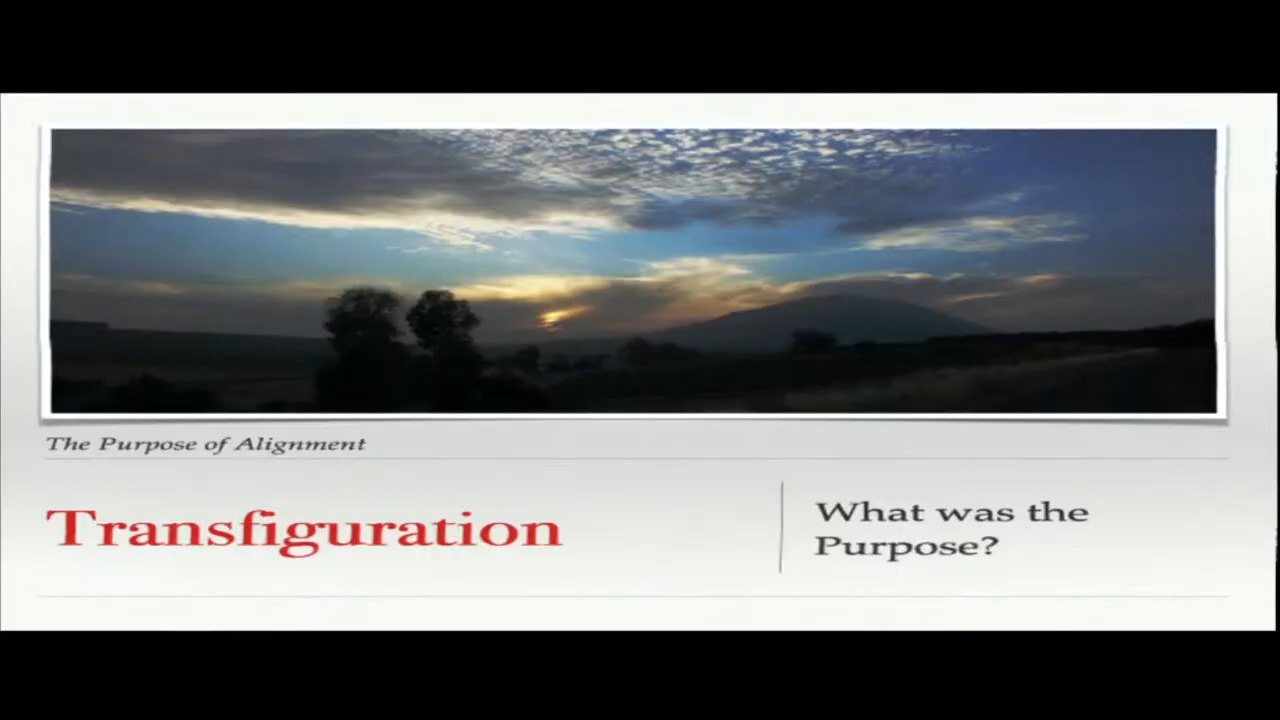 The Purpose of Alignment
Transfiguration
What was the
Purpose?